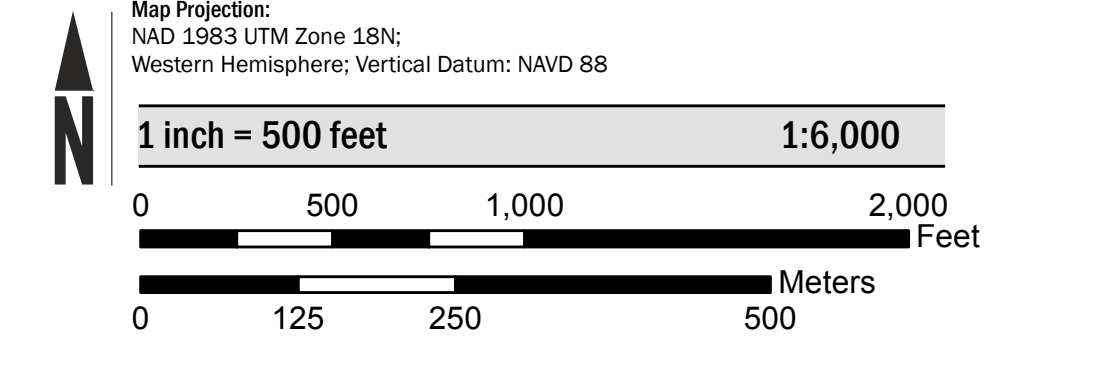 Map Projection:
NAD 1983 UTM Zone 18N;
Western Hemisphere; Vertical Datum: NAVD 88
N
1 inch = 500 feet 1:6,000
0 500 1,000 2,000
Feet
Meters
0 125 250 500